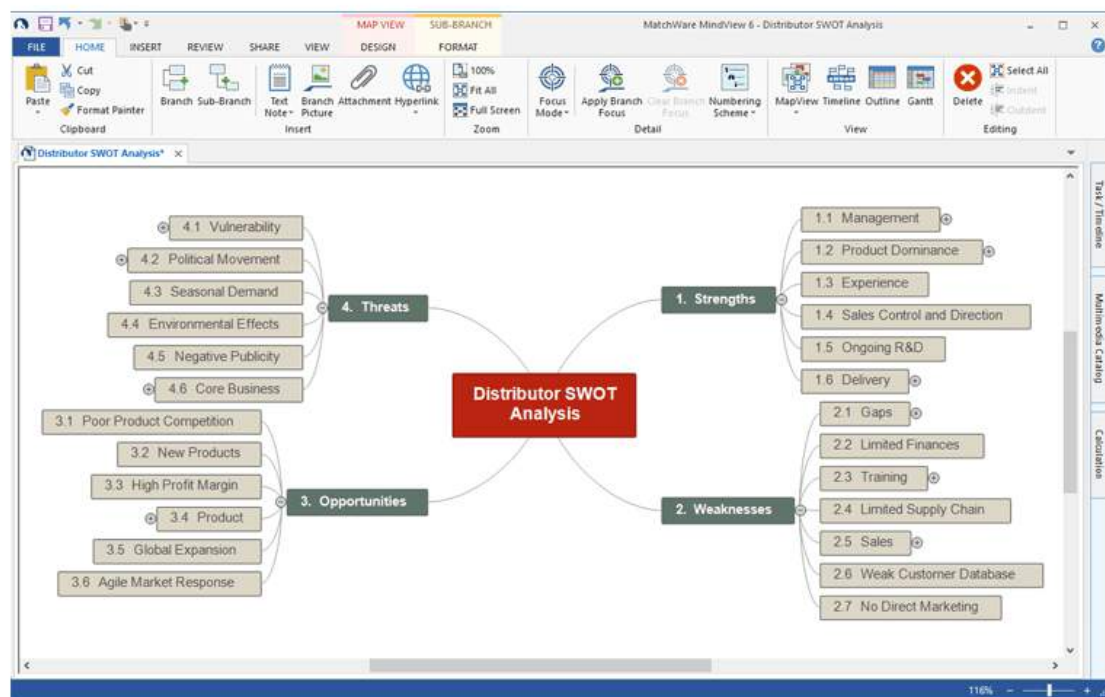 MAP VIEW
SUB-BRANCH
MatchWare MindView 6 - Distributor SWOT Analysis
FILE
HOME
INSERT
REVIEW
SHARE
VIEW
DESIGN
FORMAT
Paste
Cut
Copy
Format Painter
Clipboard
Branch
Sub-Branch
Text Note
Branch Picture
Attachment
Hyperlink
Insert
100%
Fit All
Full Screen
Zoom
Focus Mode
Apply Branch Focus
Clear Branch Focus
Numbering Scheme
Detail
MapView
Timeline
Outline
Gantt
View
Delete
Select All
Indent
Outdent
Editing
Distributor SWOT Analysis*
Distributor SWOT
Analysis
1. Strengths
1.1 Management
1.2 Product Dominance
1.3 Experience
1.4 Sales Control and Direction
1.5 Ongoing R&D
1.6 Delivery
2. Weaknesses
2.1 Gaps
2.2 Limited Finances
2.3 Training
2.4 Limited Supply Chain
2.5 Sales
2.6 Weak Customer Database
2.7 No Direct Marketing
3. Opportunities
3.1 Poor Product Competition
3.2 New Products
3.3 High Profit Margin
3.4 Product
3.5 Global Expansion
3.6 Agile Market Response
4. Threats
4.1 Vulnerability
4.2 Political Movement
4.3 Seasonal Demand
4.4 Environmental Effects
4.5 Negative Publicity
4.6 Core Business
Task / Timeline
Multimedia Catalog
Calculation
116%